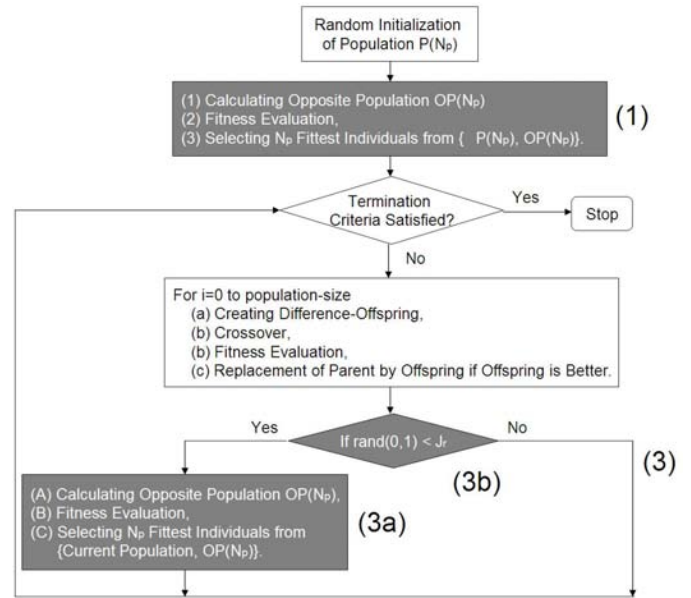 Random Initialization
of Population P(Nₚ)
(1) Calculating Opposite Population OP(Nₚ)
(2) Fitness Evaluation,
(3) Selecting Nₚ Fittest Individuals from { P(Nₚ), OP(Nₚ)}.
(1)
Termination
Criteria Satisfied?
Yes
Stop
No
For i=0 to population-size
(a) Creating Difference-Offspring,
(b) Crossover,
(b) Fitness Evaluation,
(c) Replacement of Parent by Offspring if Offspring is Better.
Yes
If rand(0,1) < Jᵣ
No
(3)
(3b)
(A) Calculating Opposite Population OP(Nₚ),
(B) Fitness Evaluation,
(C) Selecting Nₚ Fittest Individuals from
{Current Population, OP(Nₚ)}.
(3a)